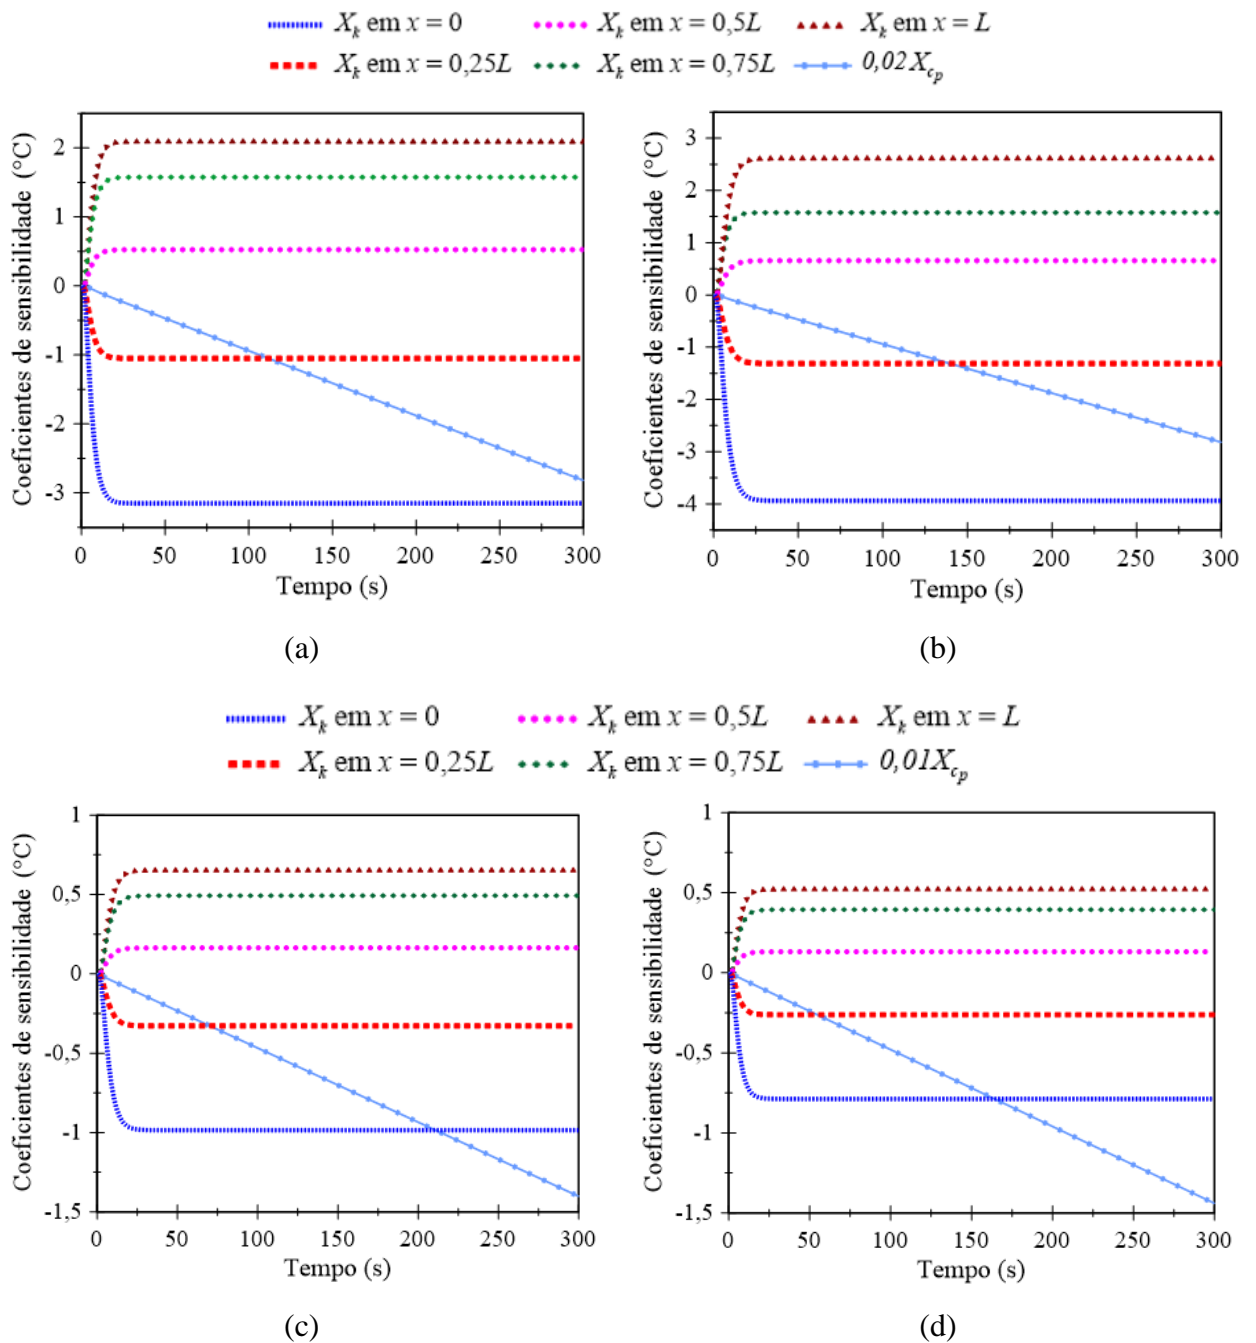 X_k em x = 0 X_k em x = 0,5L X_k em x = L
X_k em x = 0,25L X_k em x = 0,75L 0,02X_{c_p}
Coeficientes de sensibilidade (°C)
2
1
0
-1
-2
-3
0 50 100 150 200 250 300
Tempo (s)
(a)
Coeficientes de sensibilidade (°C)
3
2
1
0
-1
-2
-3
-4
0 50 100 150 200 250 300
Tempo (s)
(b)
X_k em x = 0 X_k em x = 0,5L X_k em x = L
X_k em x = 0,25L X_k em x = 0,75L 0,01X_{c_p}
Coeficientes de sensibilidade (°C)
1
0,5
0
-0,5
-1
-1,5
0 50 100 150 200 250 300
Tempo (s)
(c)
Coeficientes de sensibilidade (°C)
1
0,5
0
-0,5
-1
-1,5
0 50 100 150 200 250 300
Tempo (s)
(d)